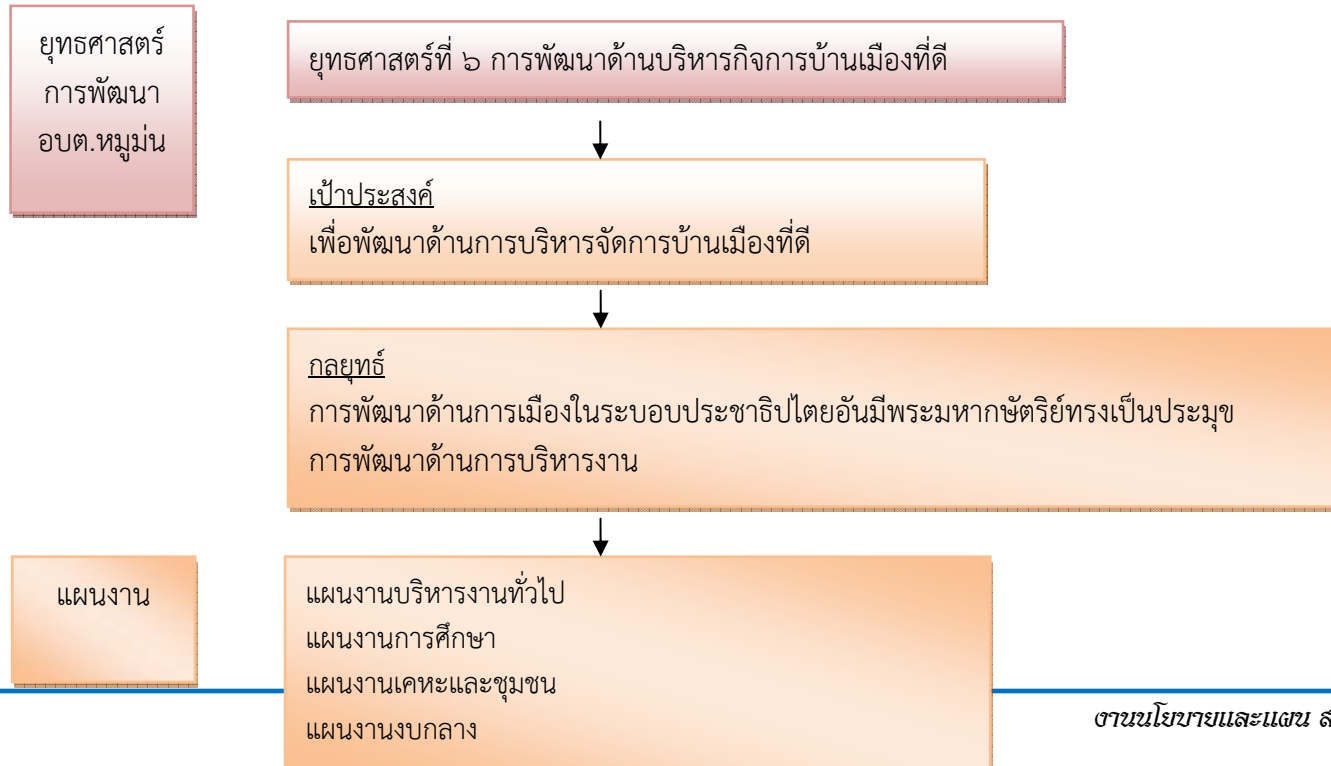 ยุทธศาสตร์
การพัฒนา
อบต.หมูม่น
ยุทธศาสตร์ที่ ๖ การพัฒนาด้านบริหารกิจการบ้านเมืองที่ดี
เป้าประสงค์
เพื่อพัฒนาด้านการบริหารจัดการบ้านเมืองที่ดี
กลยุทธ์
การพัฒนาด้านการเมืองในระบอบประชาธิปไตยอันมีพระมหากษัตริย์ทรงเป็นประมุข
การพัฒนาด้านการบริหารงาน
แผนงาน
แผนงานบริหารงานทั่วไป
แผนงานการศึกษา
แผนงานเคหะและชุมชน
แผนงานงบกลาง
งานนโยบายและแผน ส